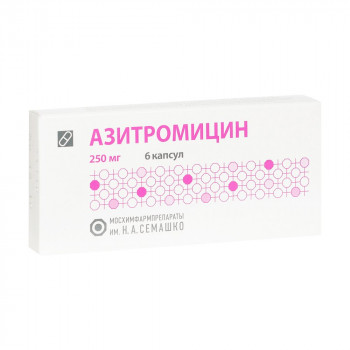 АЗИТРОМИЦИН
250 мг 6 капсул
МОСХИМФАРМПРЕПАРАТЫ
ИМ. Н.А.СЕМАШКО